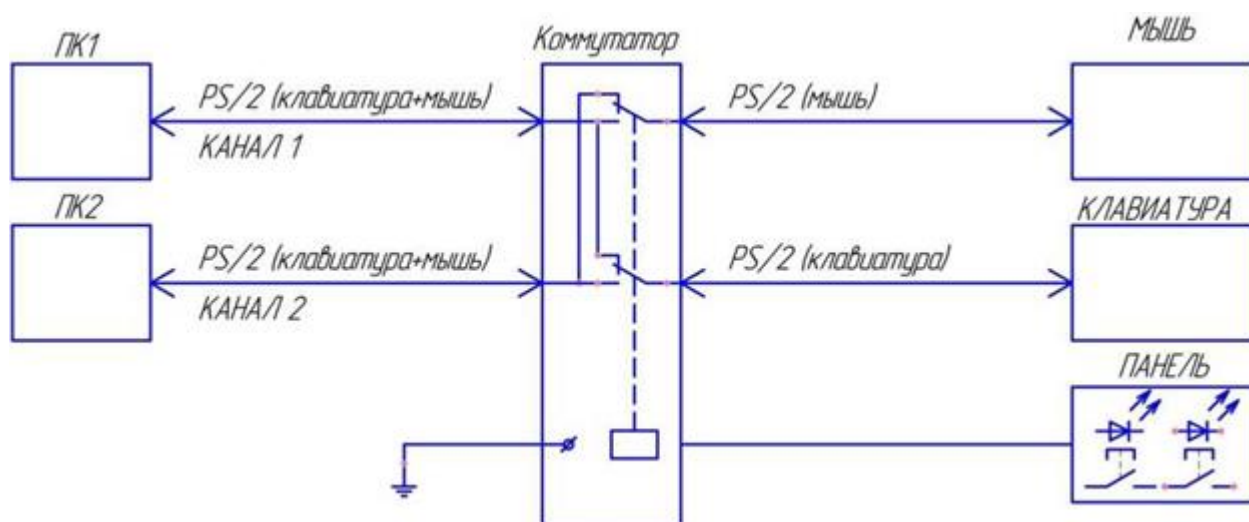 ПК1
Коммутатор
МЫШЬ
PS/2 (клавиатура+мышь)
PS/2 (мышь)
КАНАЛ 1
ПК2
КЛАВИАТУРА
PS/2 (клавиатура+мышь)
PS/2 (клавиатура)
КАНАЛ 2
ПАНЕЛЬ